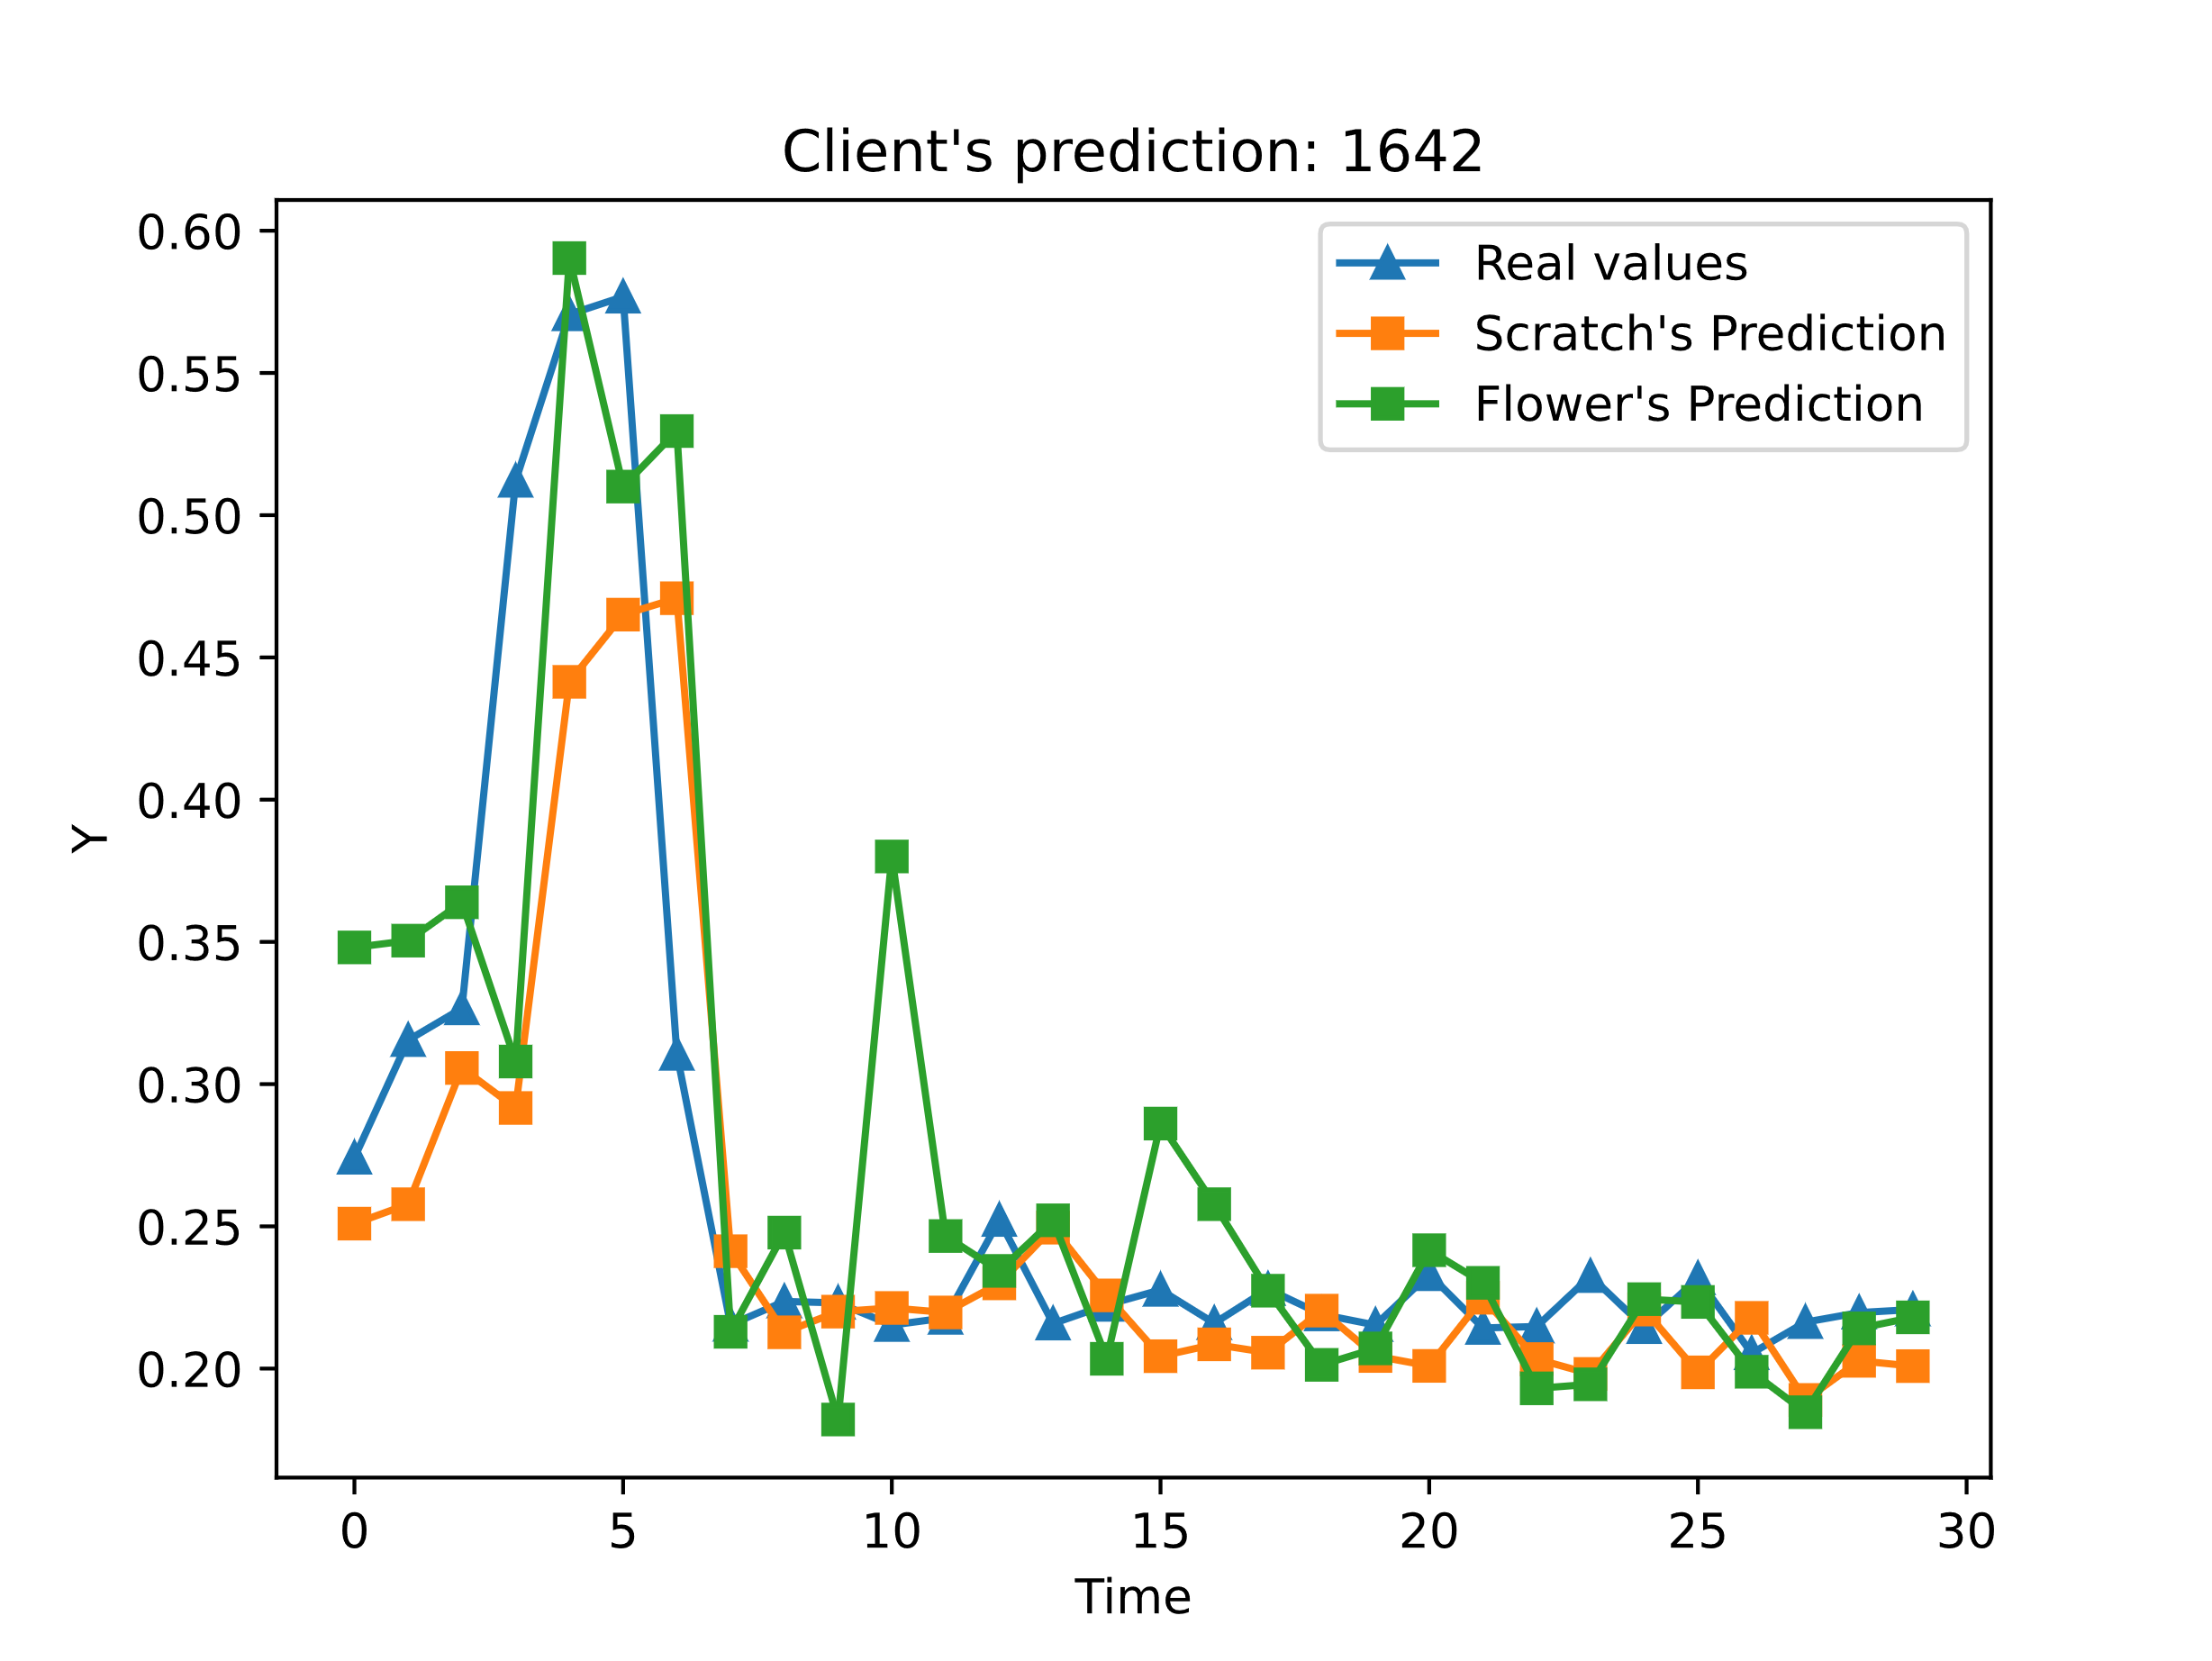 Client's prediction: 1642
Real values
Scratch's Prediction
Flower's Prediction
0.60
0.55
0.50
0.45
0.40
0.35
0.30
0.25
0.20
Y
0 5 10 15 20 25 30
Time